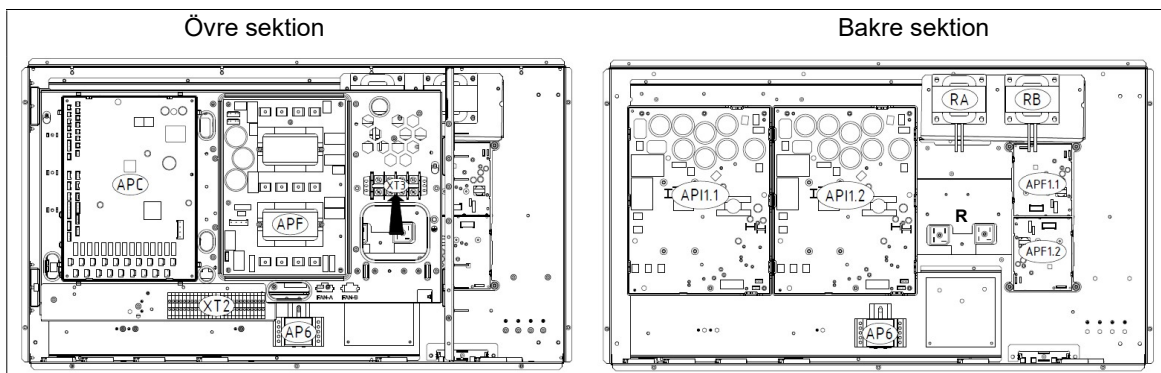 Övre sektion
Bakre sektion
APC
APF
XT3
APF
XT2
FAN-A
FAN-B
AP6
RA
RB
API1.1
API1.2
APF1.1
R
APF1.2
AP6